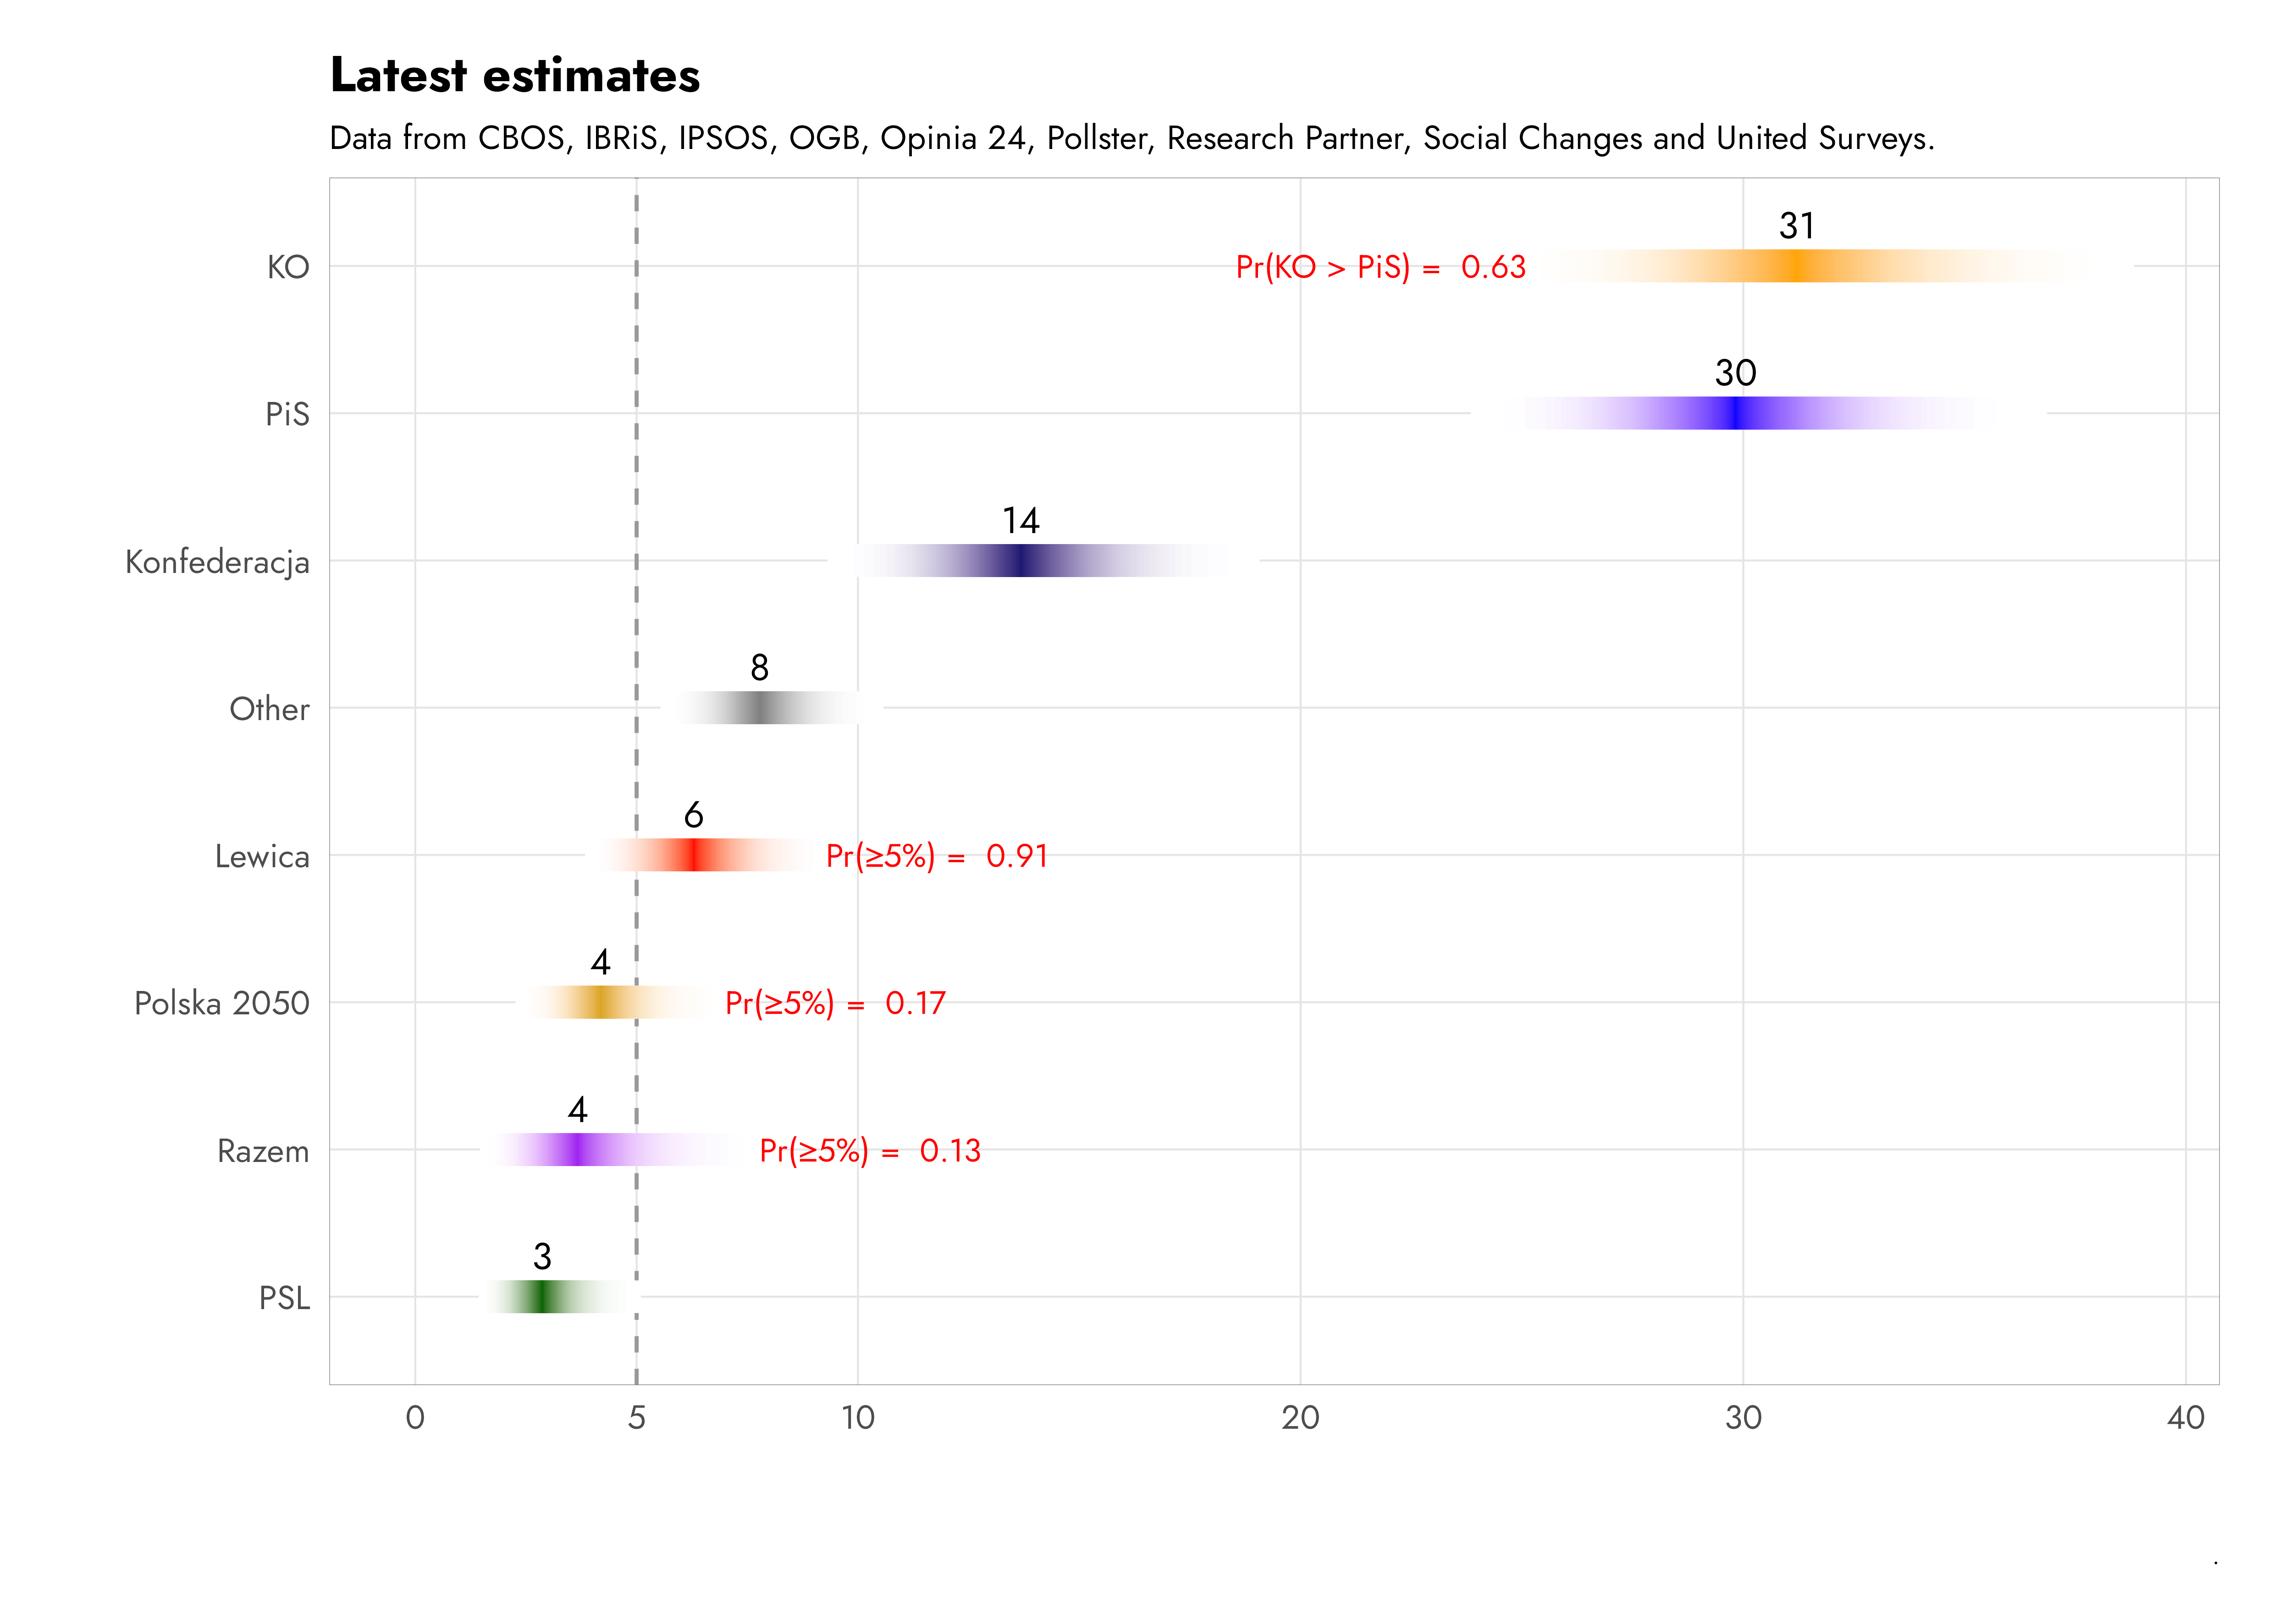 Latest estimates
Data from CBOS, IBRiS, IPSOS, OGB, Opinia 24, Pollster, Research Partner, Social Changes and United Surveys.
31
KO
Pr(KO > PiS) = 0.63
30
PiS
14
Konfederacja
8
Other
6
Lewica
Pr(≥5%) = 0.91
4
Polska 2050
Pr(≥5%) = 0.17
4
Razem
Pr(≥5%) = 0.13
3
PSL
0 5 10 20 30 40
.